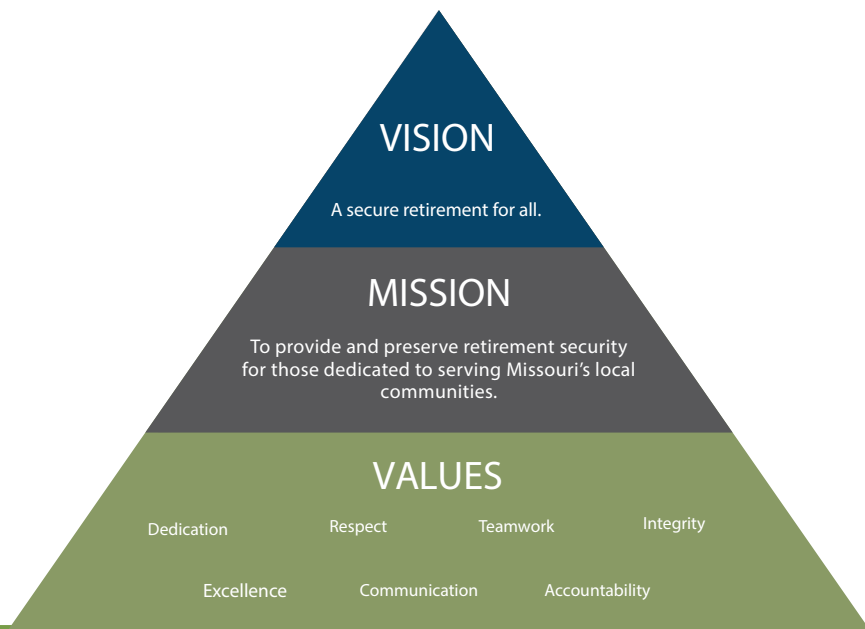 VISION
A secure retirement for all.
MISSION
To provide and preserve retirement security
for those dedicated to serving Missouri’s local
communities.
VALUES
Dedication Respect Teamwork Integrity
Excellence Communication Accountability